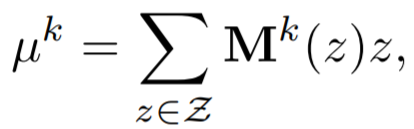 μ^k = ∑_{z∈𝒵} 𝐌^k(z)z,